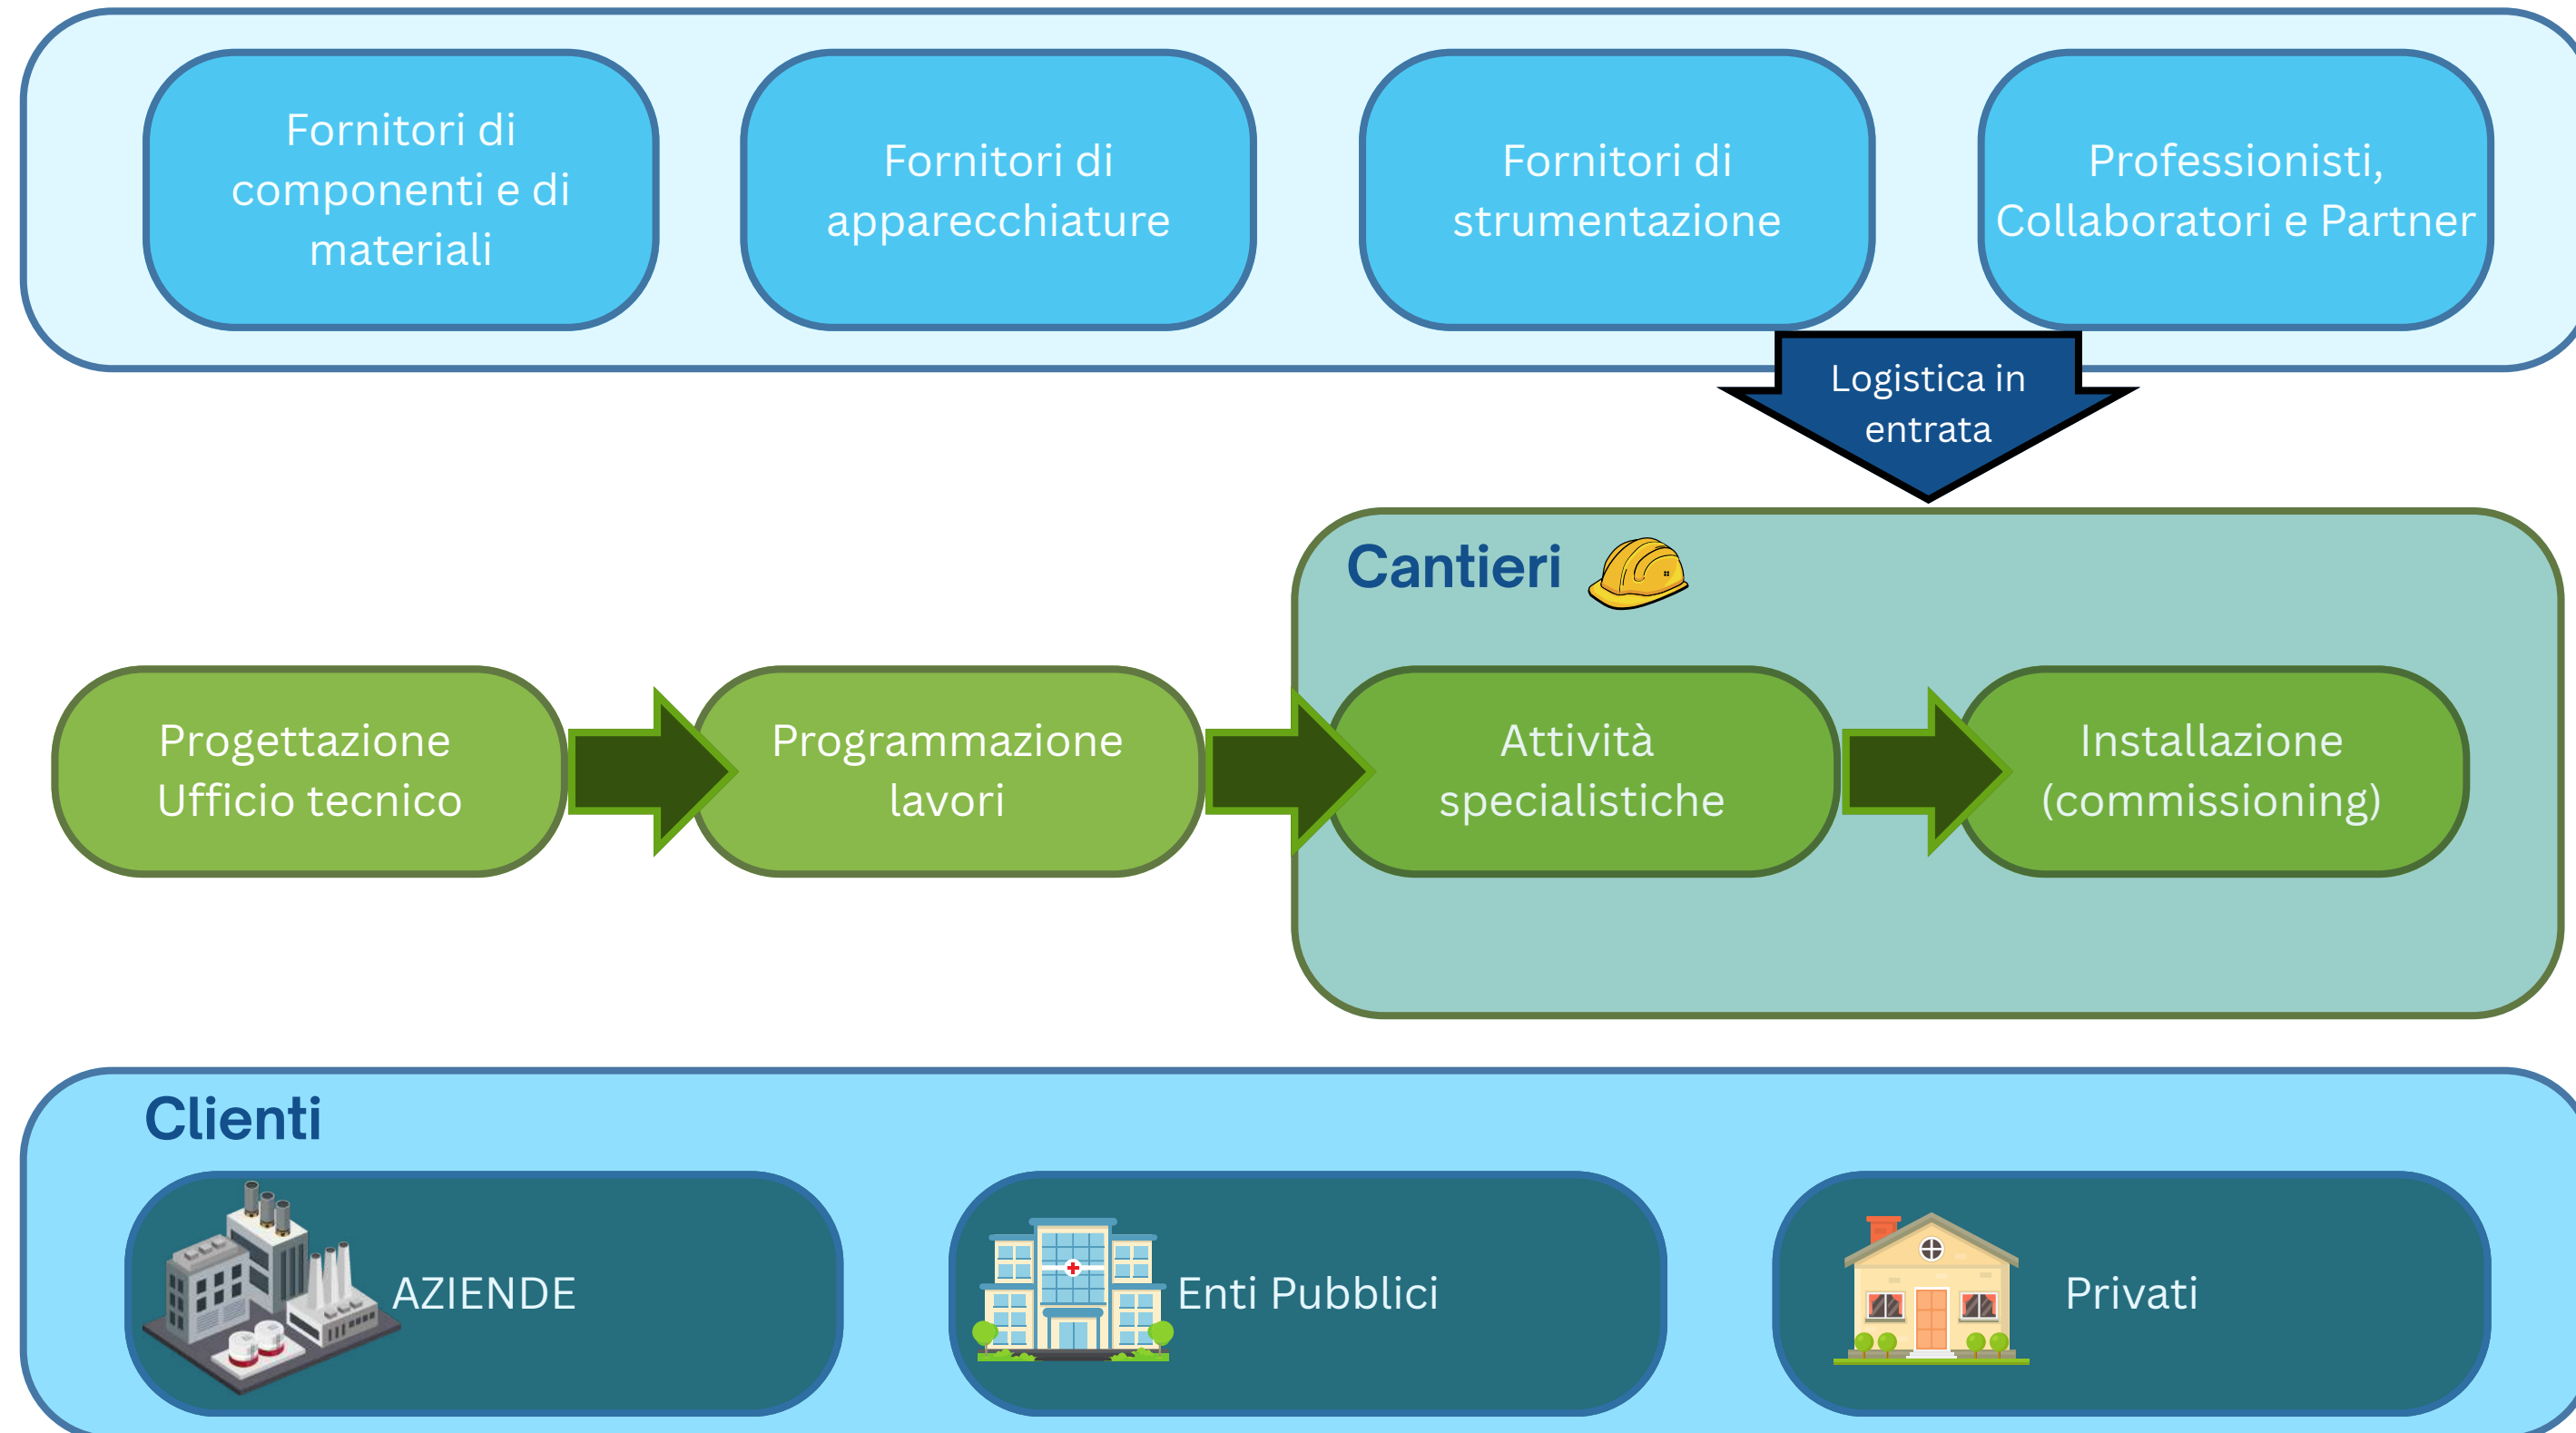 Fornitori di
componenti e di
materiali
Fornitori di
apparecchiature
Fornitori di
strumentazione
Professionisti,
Collaboratori e Partner
Logistica in
entrata
Cantieri
Progettazione
Ufficio tecnico
Programmazione
lavori
Attività
specialistiche
Installazione
(commissioning)
Clienti
AZIENDE
Enti Pubblici
Privati